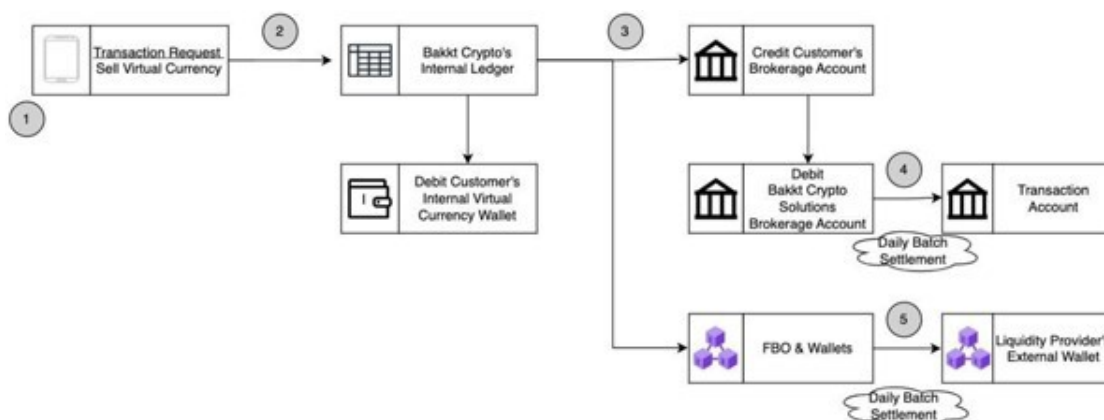 2
3
Transaction Request
Sell Virtual Currency
Bakkt Crypto's
Internal Ledger
Credit Customer's
Brokerage Account
1
Debit Customer's
Internal Virtual
Currency Wallet
Debit
Bakkt Crypto
Solutions
Brokerage Account
4
Transaction
Account
Daily Batch
Settlement
FBO & Wallets
5
Liquidity Provider's
External Wallet
Daily Batch
Settlement